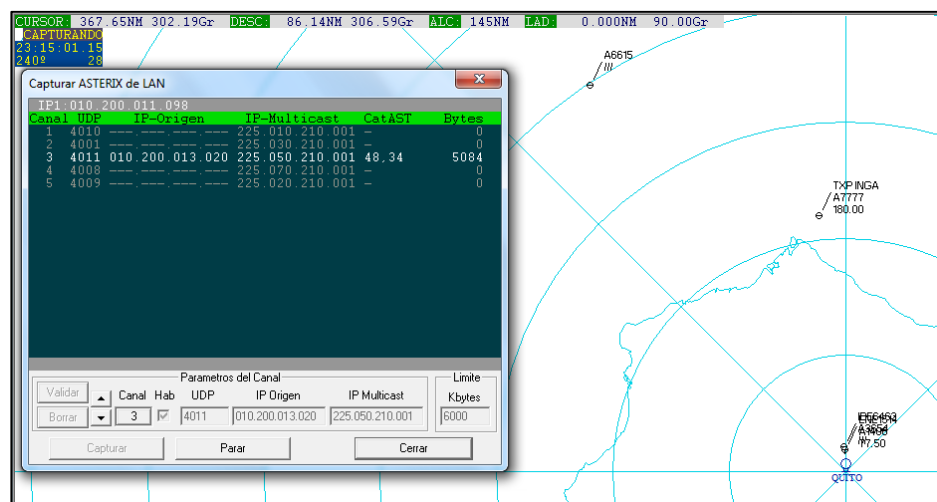 CURSOR: 367.65NM 302.19Gr DESC: 86.14NM 306.59Gr ALC: 145NM LAD: 0.000NM 90.00Gr
CAPTURANDO
23:15:01.15
240º 28
Capturar ASTERIX de LAN
IP1:010.200.011.098
Canal UDP IP-Origen IP-Multicast CatAST Bytes
1 4010 ---.---.---.--- 225.010.210.001 - 0
2 4001 ---.---.---.--- 225.030.210.001 - 0
3 4011 010.200.013.020 225.050.210.001 48,34 5084
4 4008 ---.---.---.--- 225.070.210.001 - 0
5 4009 ---.---.---.--- 225.020.210.001 - 0
Parametros del Canal
Limite
Validar Canal Hab UDP IP Origen IP Multicast Kbytes
Borrar 3 4011 010.200.013.020 225.050.210.001 6000
Capturar Parar Cerrar
A6615
TXP INGA
A7777
180.00
17.50
QUITO